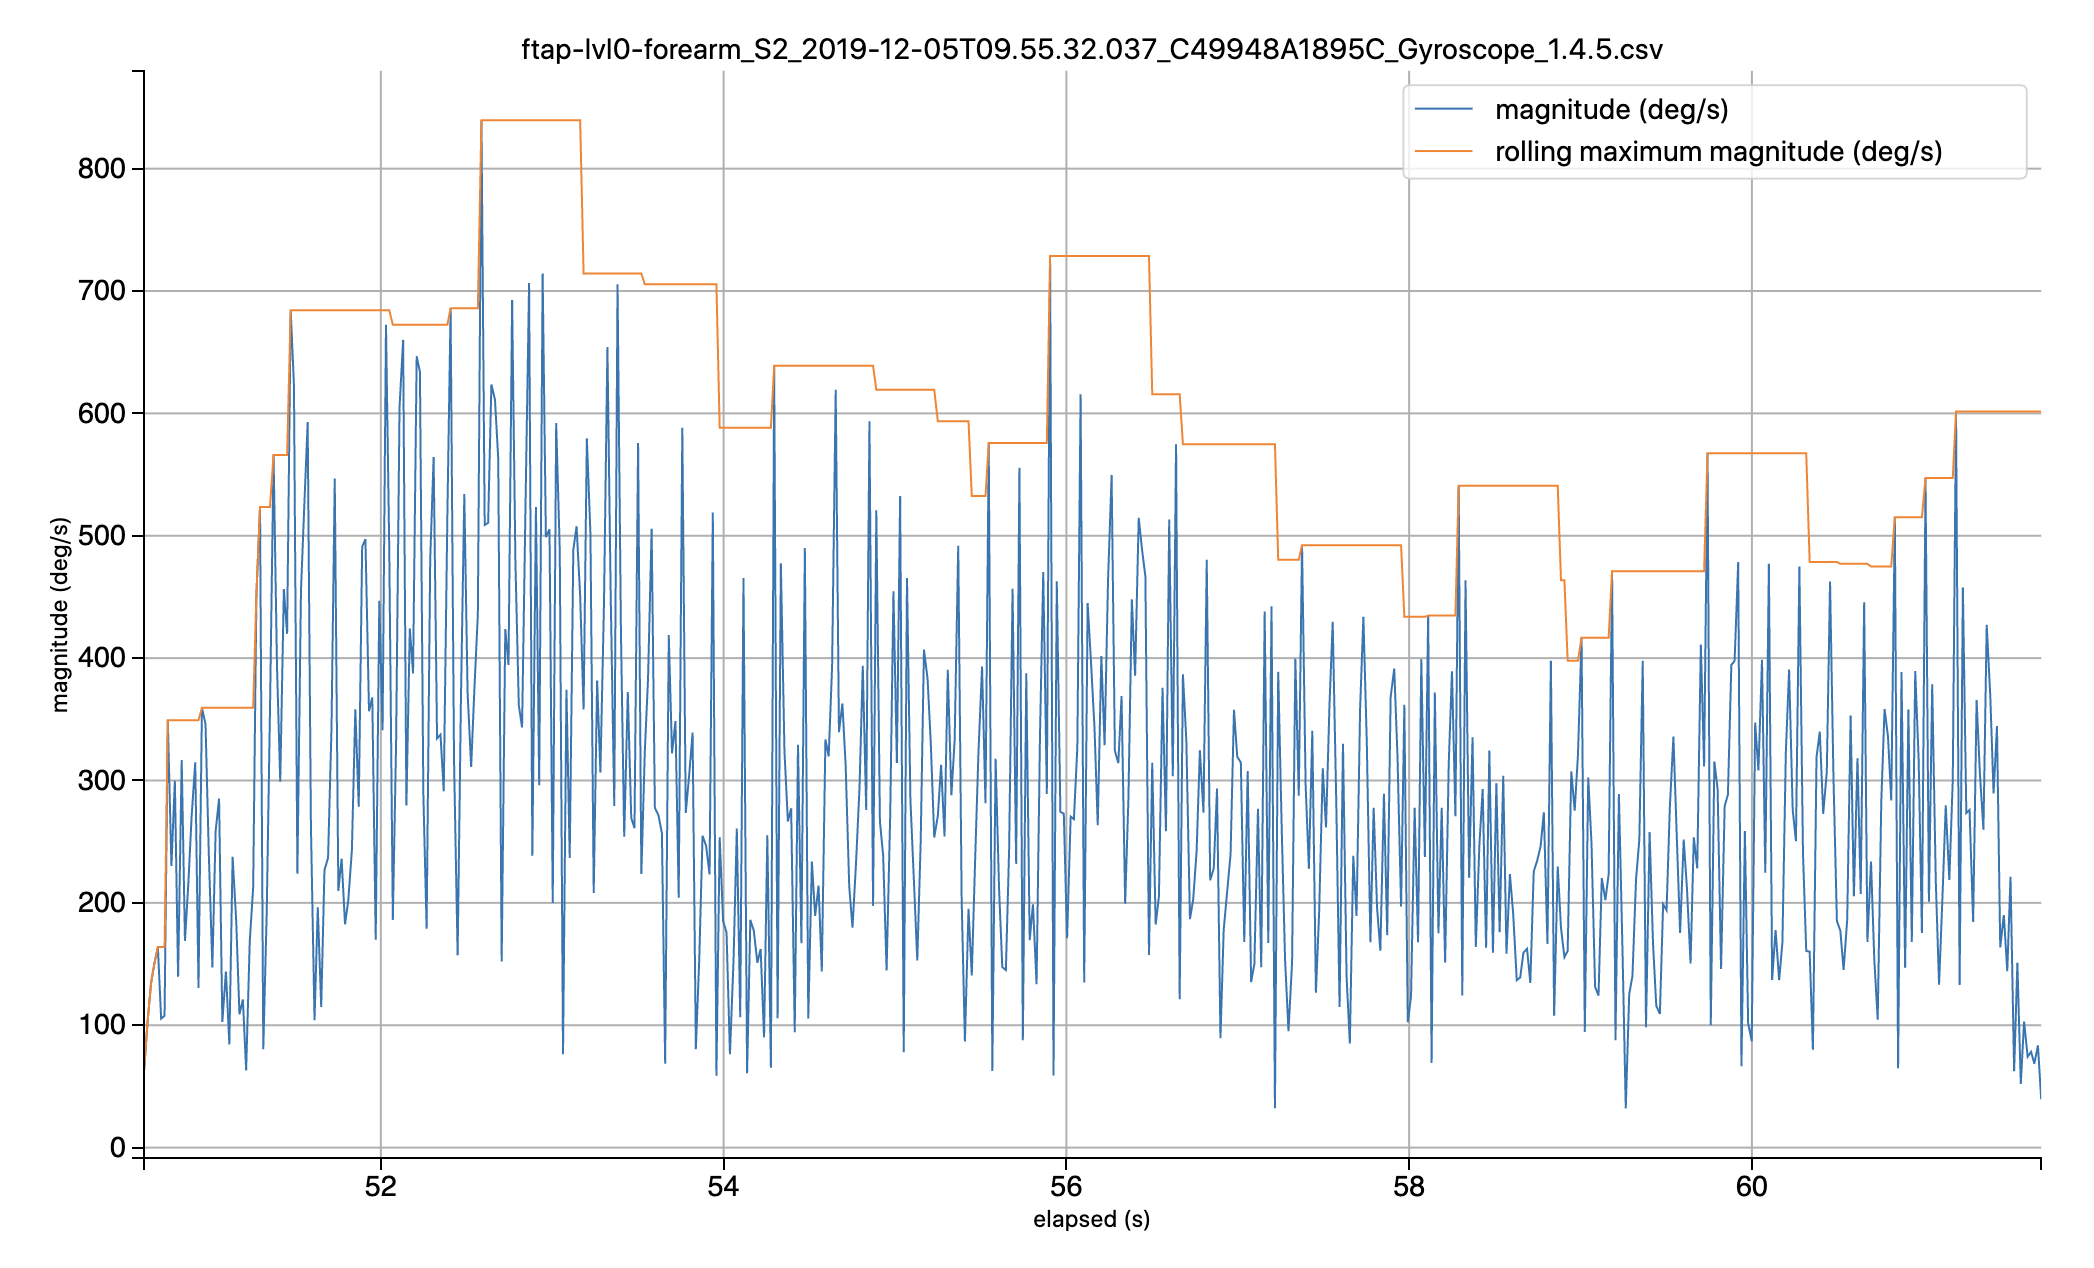 ftap-lvl0-forearm_S2_2019-12-05T09.55.32.037_C49948A1895C_Gyroscope_1.4.5.csv
magnitude (deg/s)
rolling maximum magnitude (deg/s)
800
700
600
500
400
300
200
100
0
magnitude (deg/s)
52 54 56 58 60
elapsed (s)